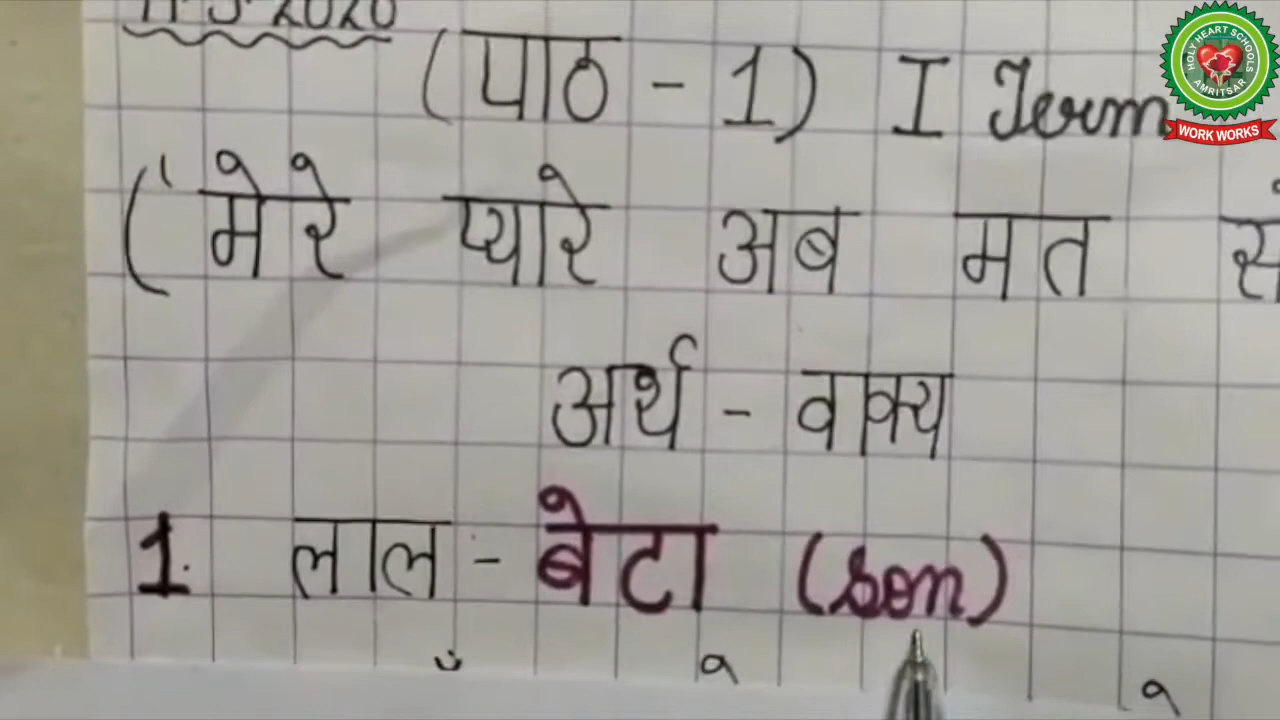 (पाठ - 1) I Term
('मेरे प्यारे अब मत
अर्थ - वाक्य
1. लाल - बेटा (son)
HOLY HEART SCHOOLS
AMRITSAR
WORK WORKS